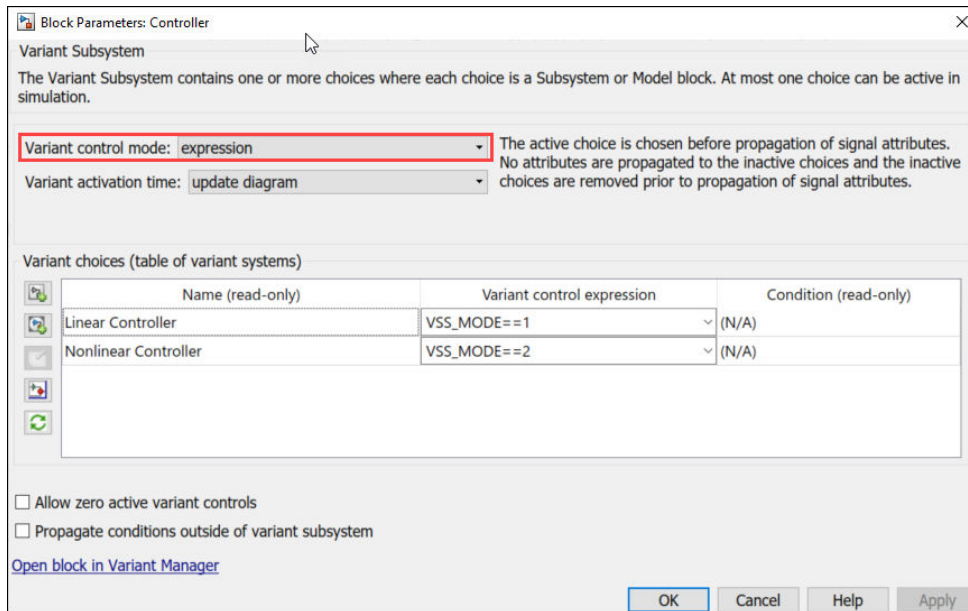 Block Parameters: Controller
Variant Subsystem
The Variant Subsystem contains one or more choices where each choice is a Subsystem or Model block. At most one choice can be active in
simulation.
Variant control mode: expression
The active choice is chosen before propagation of signal attributes.
No attributes are propagated to the inactive choices and the inactive
choices are removed prior to propagation of signal attributes.
Variant activation time: update diagram
Variant choices (table of variant systems)
Name (read-only) Variant control expression Condition (read-only)
Linear Controller VSS_MODE==1 (N/A)
Nonlinear Controller VSS_MODE==2 (N/A)
Allow zero active variant controls
Propagate conditions outside of variant subsystem
Open block in Variant Manager
OK Cancel Help Apply